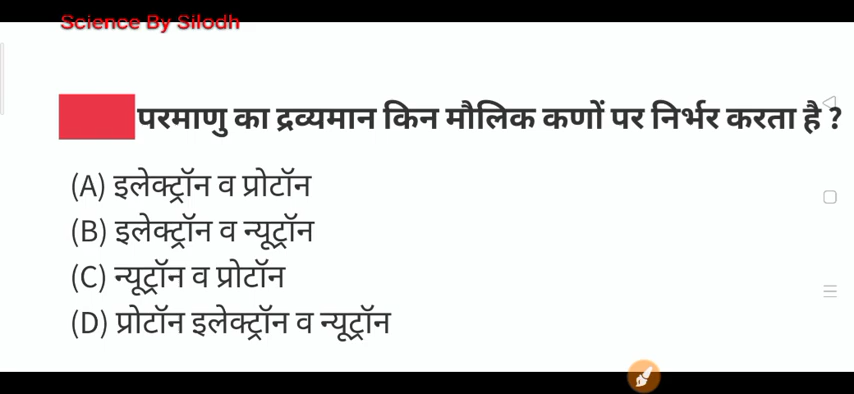 Science By Silodh
परमाणु का द्रव्यमान किन मौलिक कणों पर निर्भर करता है ?
(A) इलेक्ट्रॉन व प्रोटॉन
(B) इलेक्ट्रॉन व न्यूट्रॉन
(C) न्यूट्रॉन व प्रोटॉन
(D) प्रोटॉन इलेक्ट्रॉन व न्यूट्रॉन